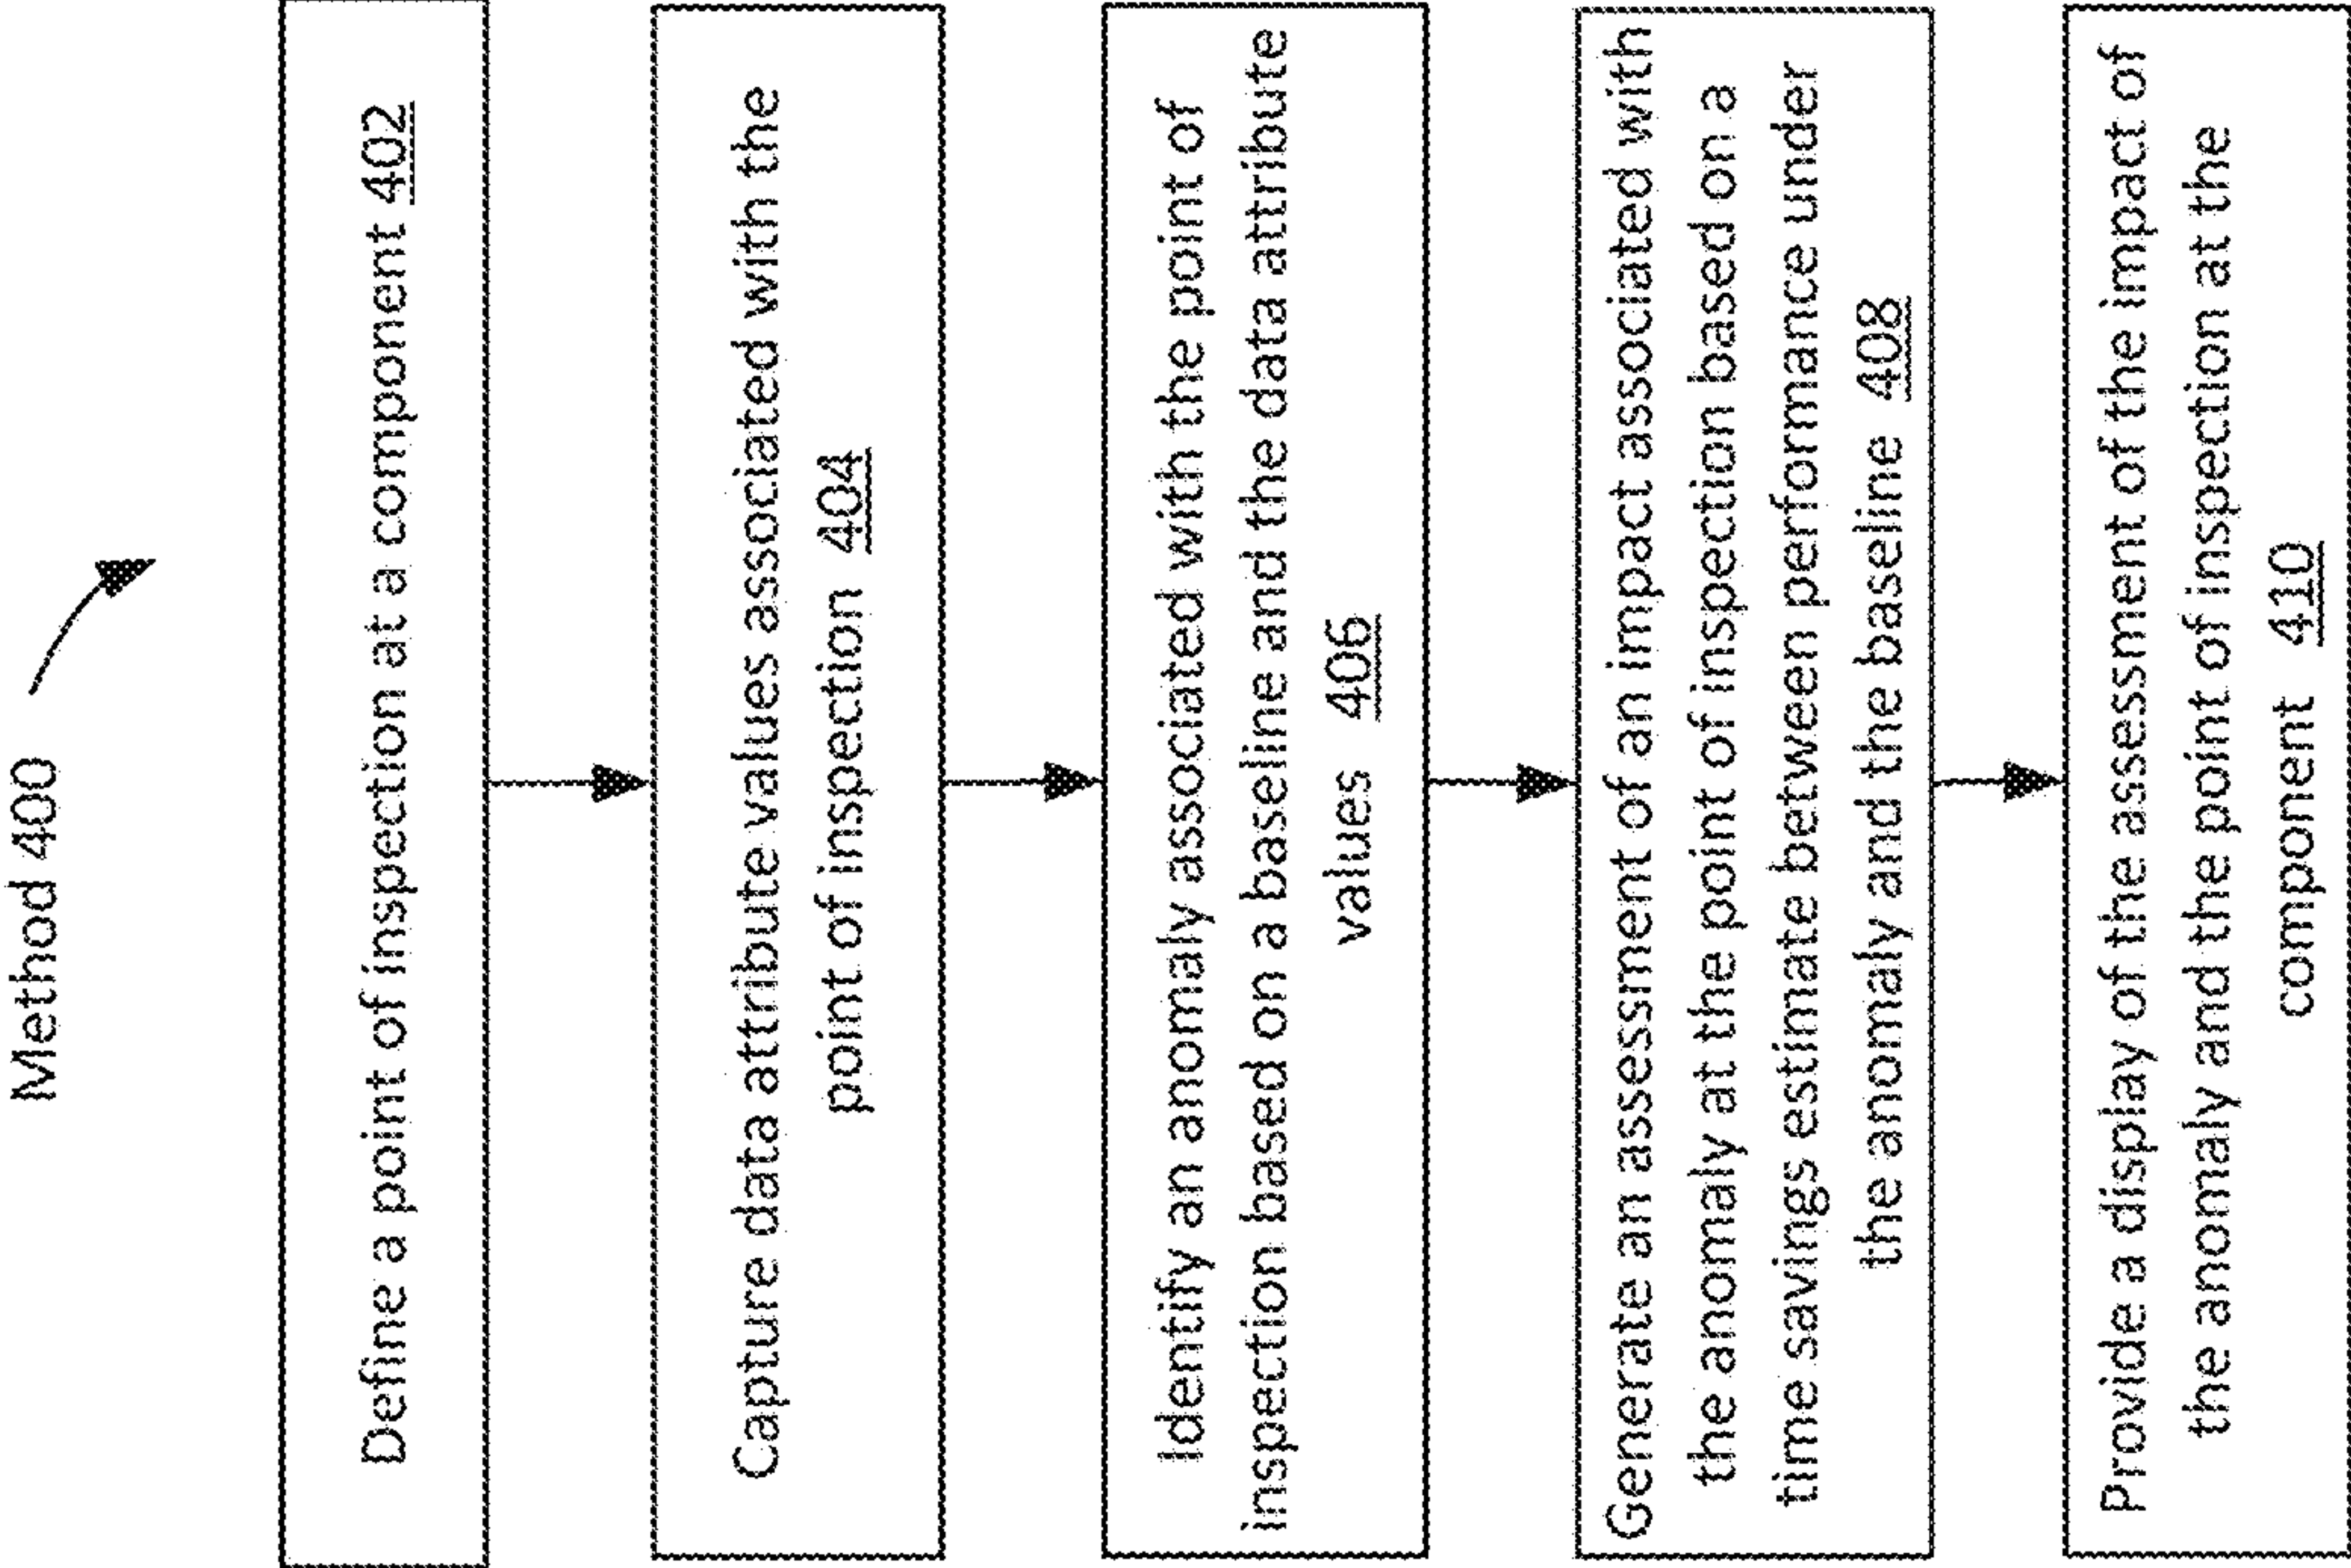 Method 400
Define a point of inspection at a component 402
Capture data attribute values associated with the
point of inspection 404
Identify an anomaly associated with the point of
inspection based on a baseline and the data attribute
values 406
Generate an assessment of an impact associated with
the anomaly at the point of inspection based on a
time savings estimate between performance under
the anomaly and the baseline 408
Provide a display of the assessment of the impact of
the anomaly and the point of inspection at the
component 410